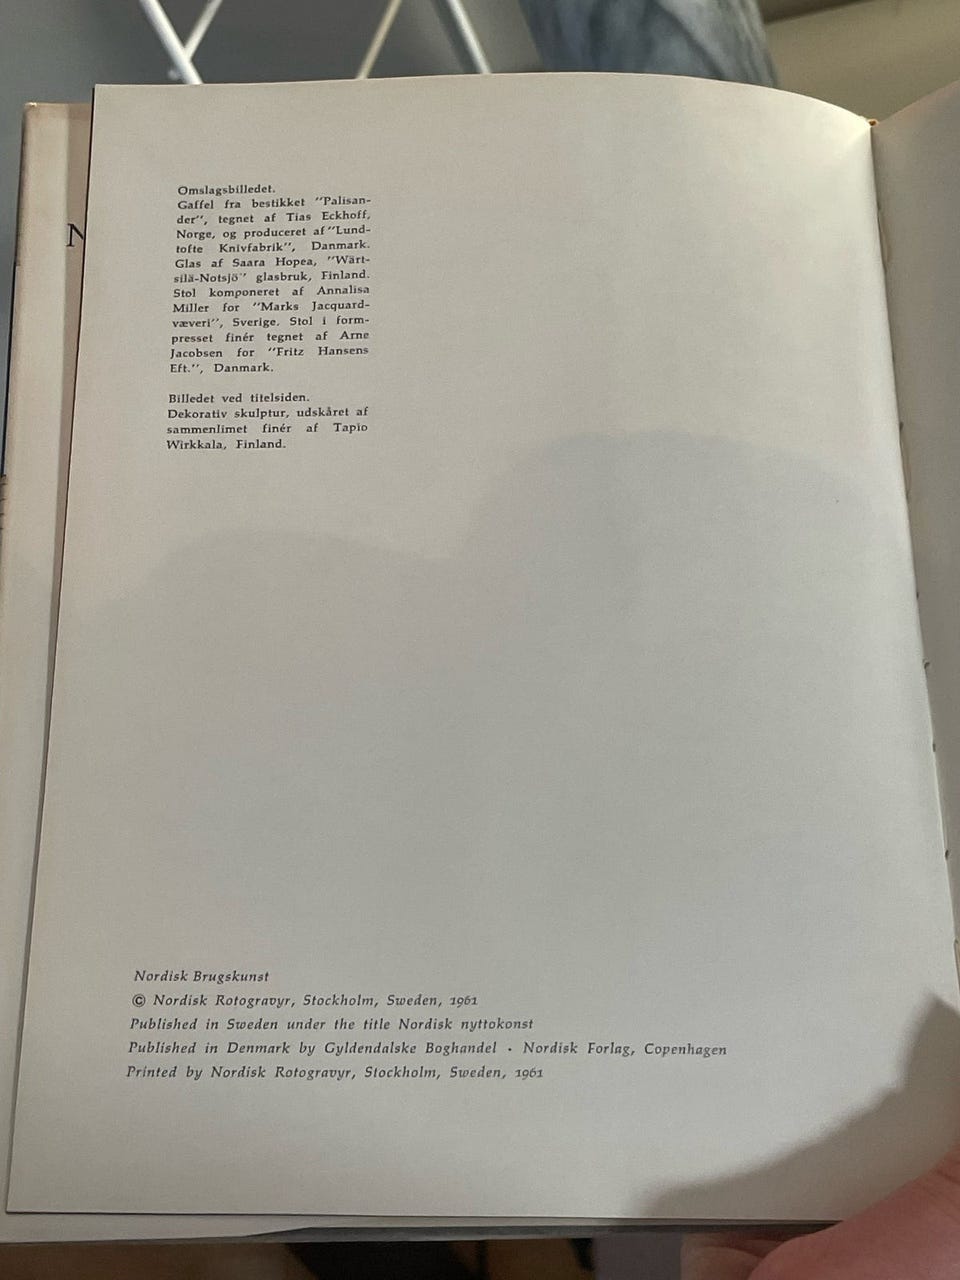 N
Omslagsbilledet.
Gaffel fra bestikket "Palisan-
der", tegnet af Tias Eckhoff,
Norge, og produceret af "Lund-
tofte Knivfabrik", Danmark.
Glas af Saara Hopea, "Wärt-
silä-Notsjö" glasbruk, Finland.
Stol komponeret af Annalisa
Miller for "Marks Jacquard-
væveri", Sverige. Stol i form-
presset finér tegnet af Arne
Jacobsen for "Fritz Hansens
Eft.", Danmark.
Billedet ved titelsiden.
Dekorativ skulptur, udskåret af
sammenlimet finér af Tapio
Wirkkala, Finland.
Nordisk Brugskunst
© Nordisk Rotogravyr, Stockholm, Sweden, 1961
Published in Sweden under the title Nordisk nyttokonst
Published in Denmark by Gyldendalske Boghandel · Nordisk Forlag, Copenhagen
Printed by Nordisk Rotogravyr, Stockholm, Sweden, 1961